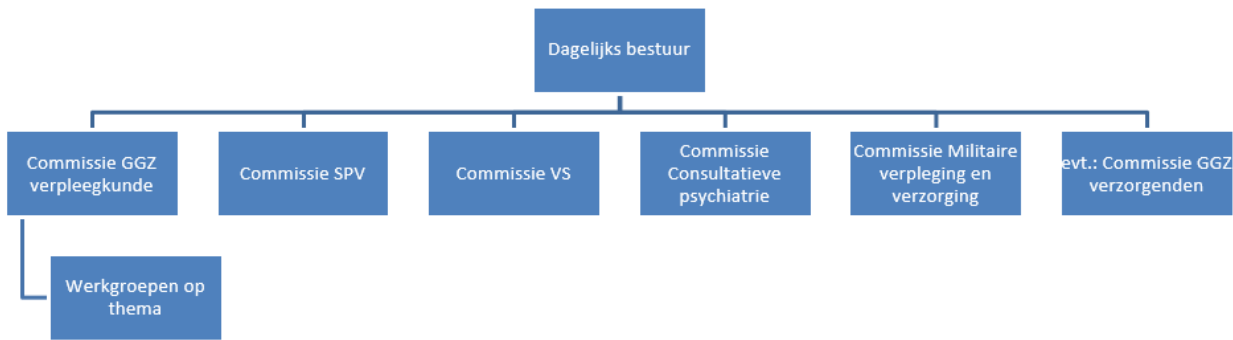 Dagelijks bestuur
Commissie GGZ
verpleegkunde
Commissie SPV
Commissie VS
Commissie
Consultatieve
psychiatrie
Commissie Militaire
verpleging en
verzorging
evt.: Commissie GGZ
verzorgenden
Werkgroepen op
thema